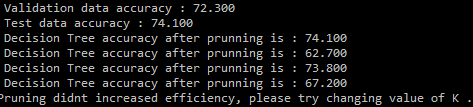 Validation data accuracy : 72.300
Test data accuracy : 74.100
Decision Tree accuracy after prunning is : 74.100
Decision Tree accuracy after prunning is : 62.700
Decision Tree accuracy after prunning is : 73.800
Decision Tree accuracy after prunning is : 67.200
Pruning didnt increased efficiency, please try changing value of K .